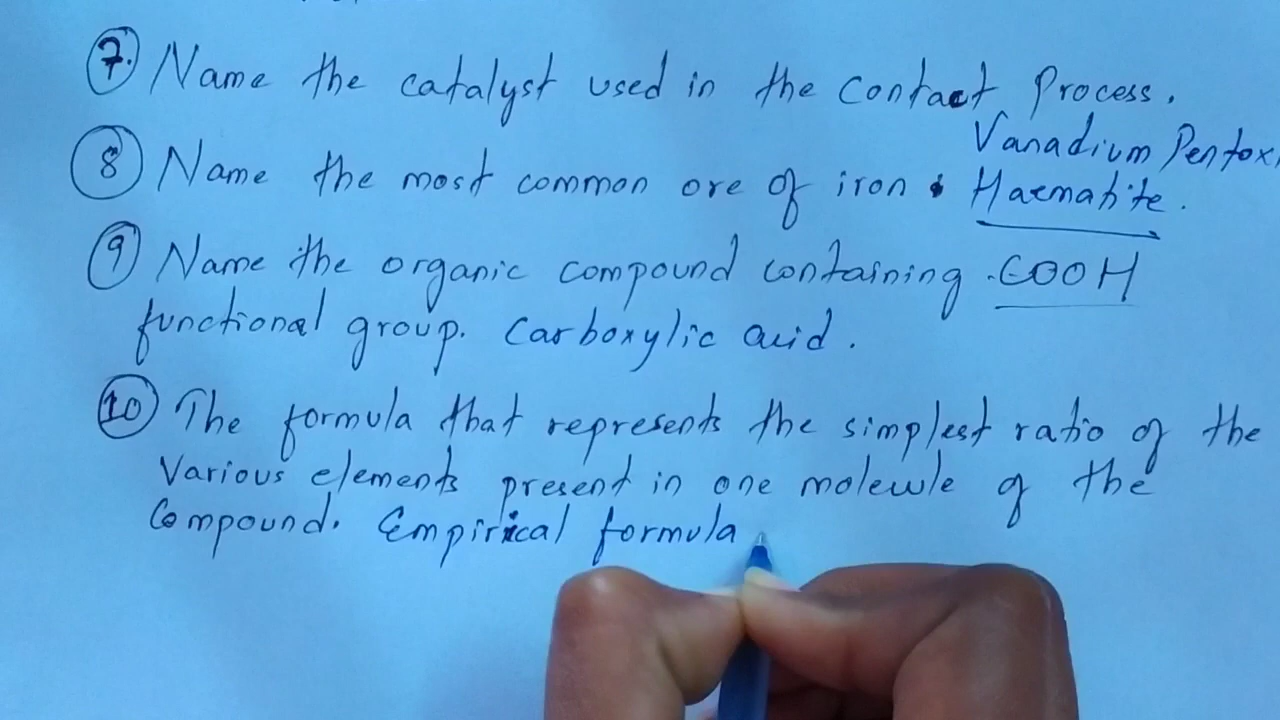 7. Name the catalyst used in the Contact Process.
Vanadium Pentoxi
8 Name the most common ore of iron. Haematite.
9 Name the organic compound containing -COOH
functional group. Carboxylic acid.
10 The formula that represents the simplest ratio of the
Various elements present in one molecule of the
Compound. Empirical formula